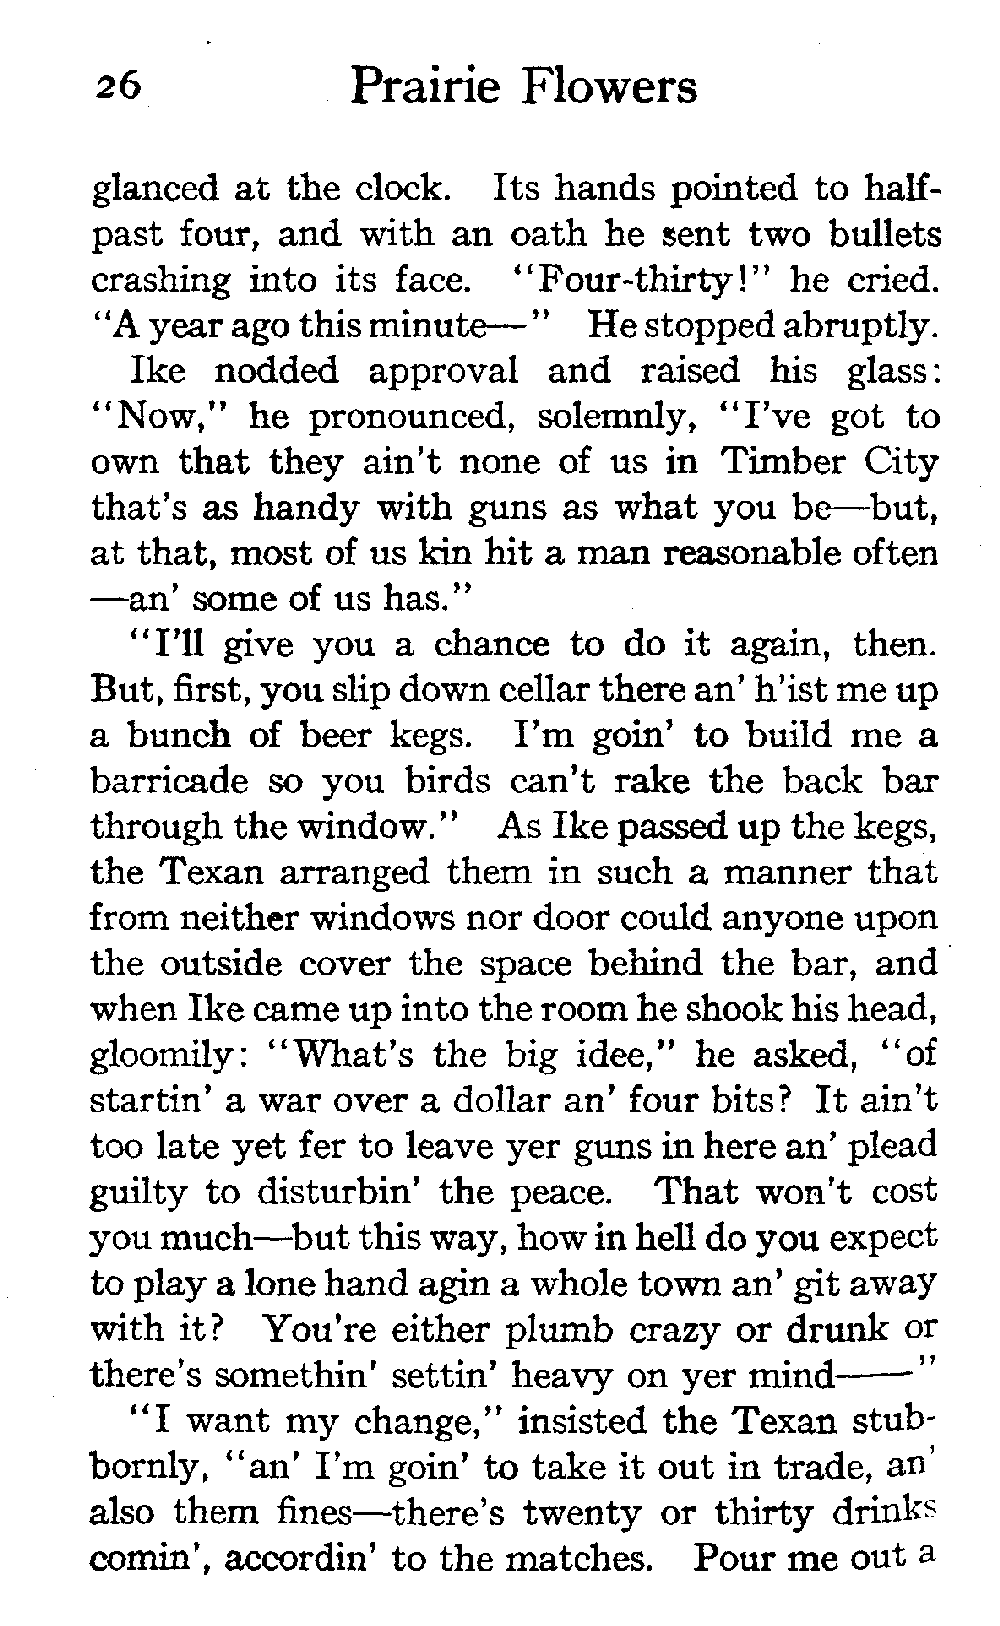 26 Prairie Flowers
glanced at the clock. Its hands pointed to half-
past four, and with an oath he sent two bullets
crashing into its face. "Four-thirty!" he cried.
"A year ago this minute—" He stopped abruptly.
Ike nodded approval and raised his glass:
"Now," he pronounced, solemnly, "I've got to
own that they ain't none of us in Timber City
that's as handy with guns as what you be—but,
at that, most of us kin hit a man reasonable often
—an' some of us has."
"I'll give you a chance to do it again, then.
But, first, you slip down cellar there an' h'ist me up
a bunch of beer kegs. I'm goin' to build me a
barricade so you birds can't rake the back bar
through the window." As Ike passed up the kegs,
the Texan arranged them in such a manner that
from neither windows nor door could anyone upon
the outside cover the space behind the bar, and
when Ike came up into the room he shook his head,
gloomily: "What's the big idee," he asked, "of
startin' a war over a dollar an' four bits? It ain't
too late yet fer to leave yer guns in here an' plead
guilty to disturbin' the peace. That won't cost
you much—but this way, how in hell do you expect
to play a lone hand agin a whole town an' git away
with it? You're either plumb crazy or drunk or
there's somethin' settin' heavy on yer mind——"
"I want my change," insisted the Texan stub-
bornly, "an' I'm goin' to take it out in trade, an'
also them fines—there's twenty or thirty drinks
comin', accordin' to the matches. Pour me out a